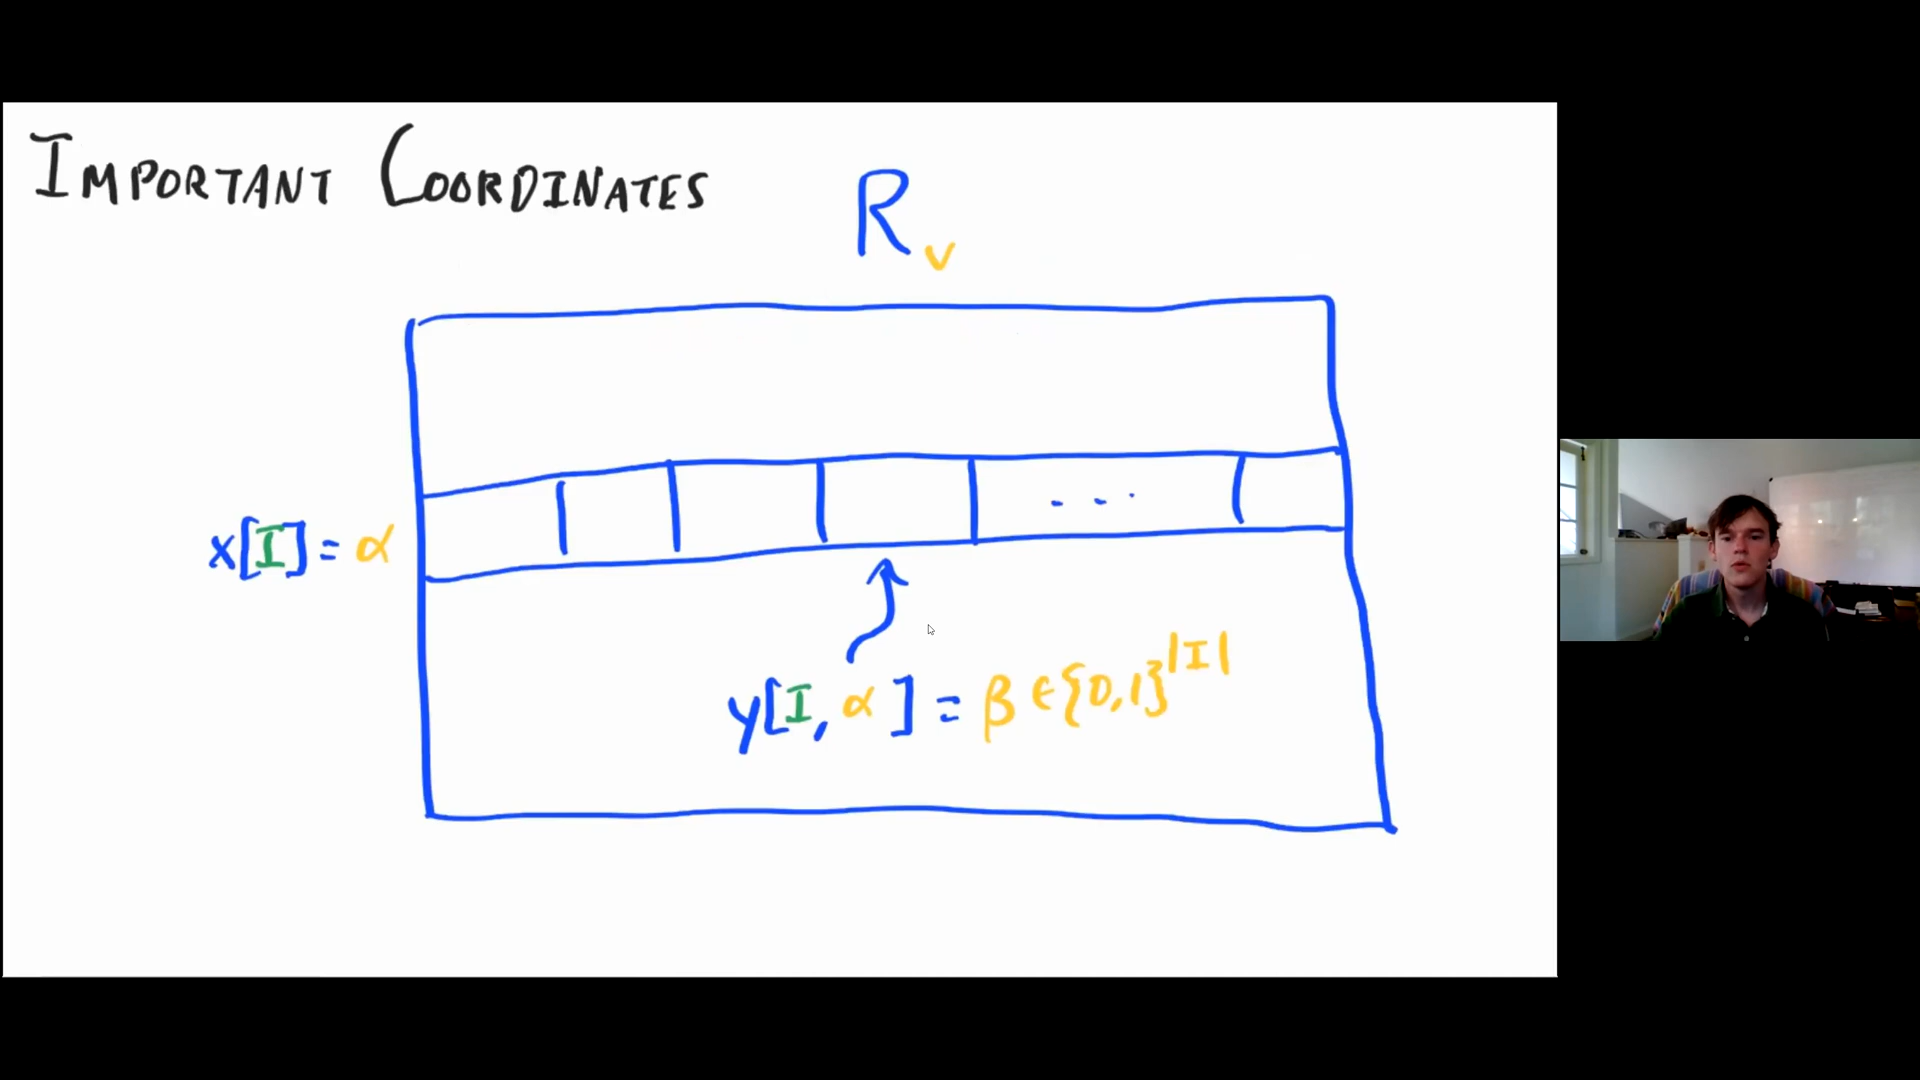 IMPORTANT COORDINATES
R_v
x[I] = α
...
y[I, α] = β ∈ {0,1}^|I|